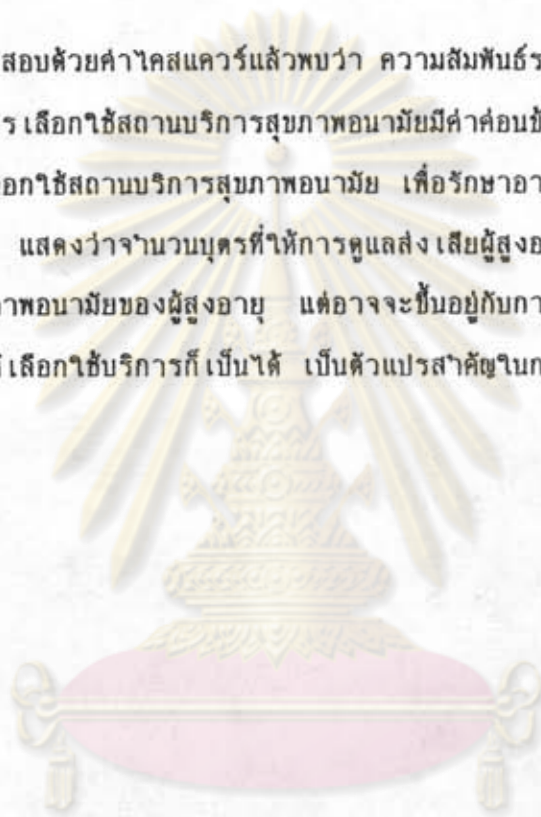 สอบด้วยค่าไคสแควร์แล้วพบว่า ความสัมพันธ์ร
ร เลือกใช้สถานบริการสุขภาพอนามัยมีค่าค่อนข้
อกใช้สถานบริการสุขภาพอนามัย เพื่อรักษาอา
แสดงว่าจำนวนบุตรที่ให้การดูแลส่ง เสียผู้สูงอ
าพอนามัยของผู้สูงอายุ แต่อาจจะขึ้นอยู่กับกา
เลือกใช้บริการก็ เป็นได้ เป็นตัวแปรสำคัญในก